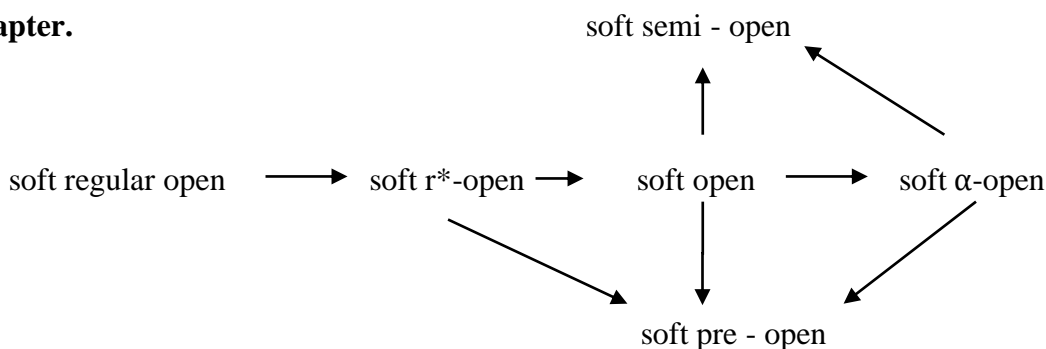 apter.
soft semi - open
soft regular open soft r*-open soft open soft α-open
soft pre - open